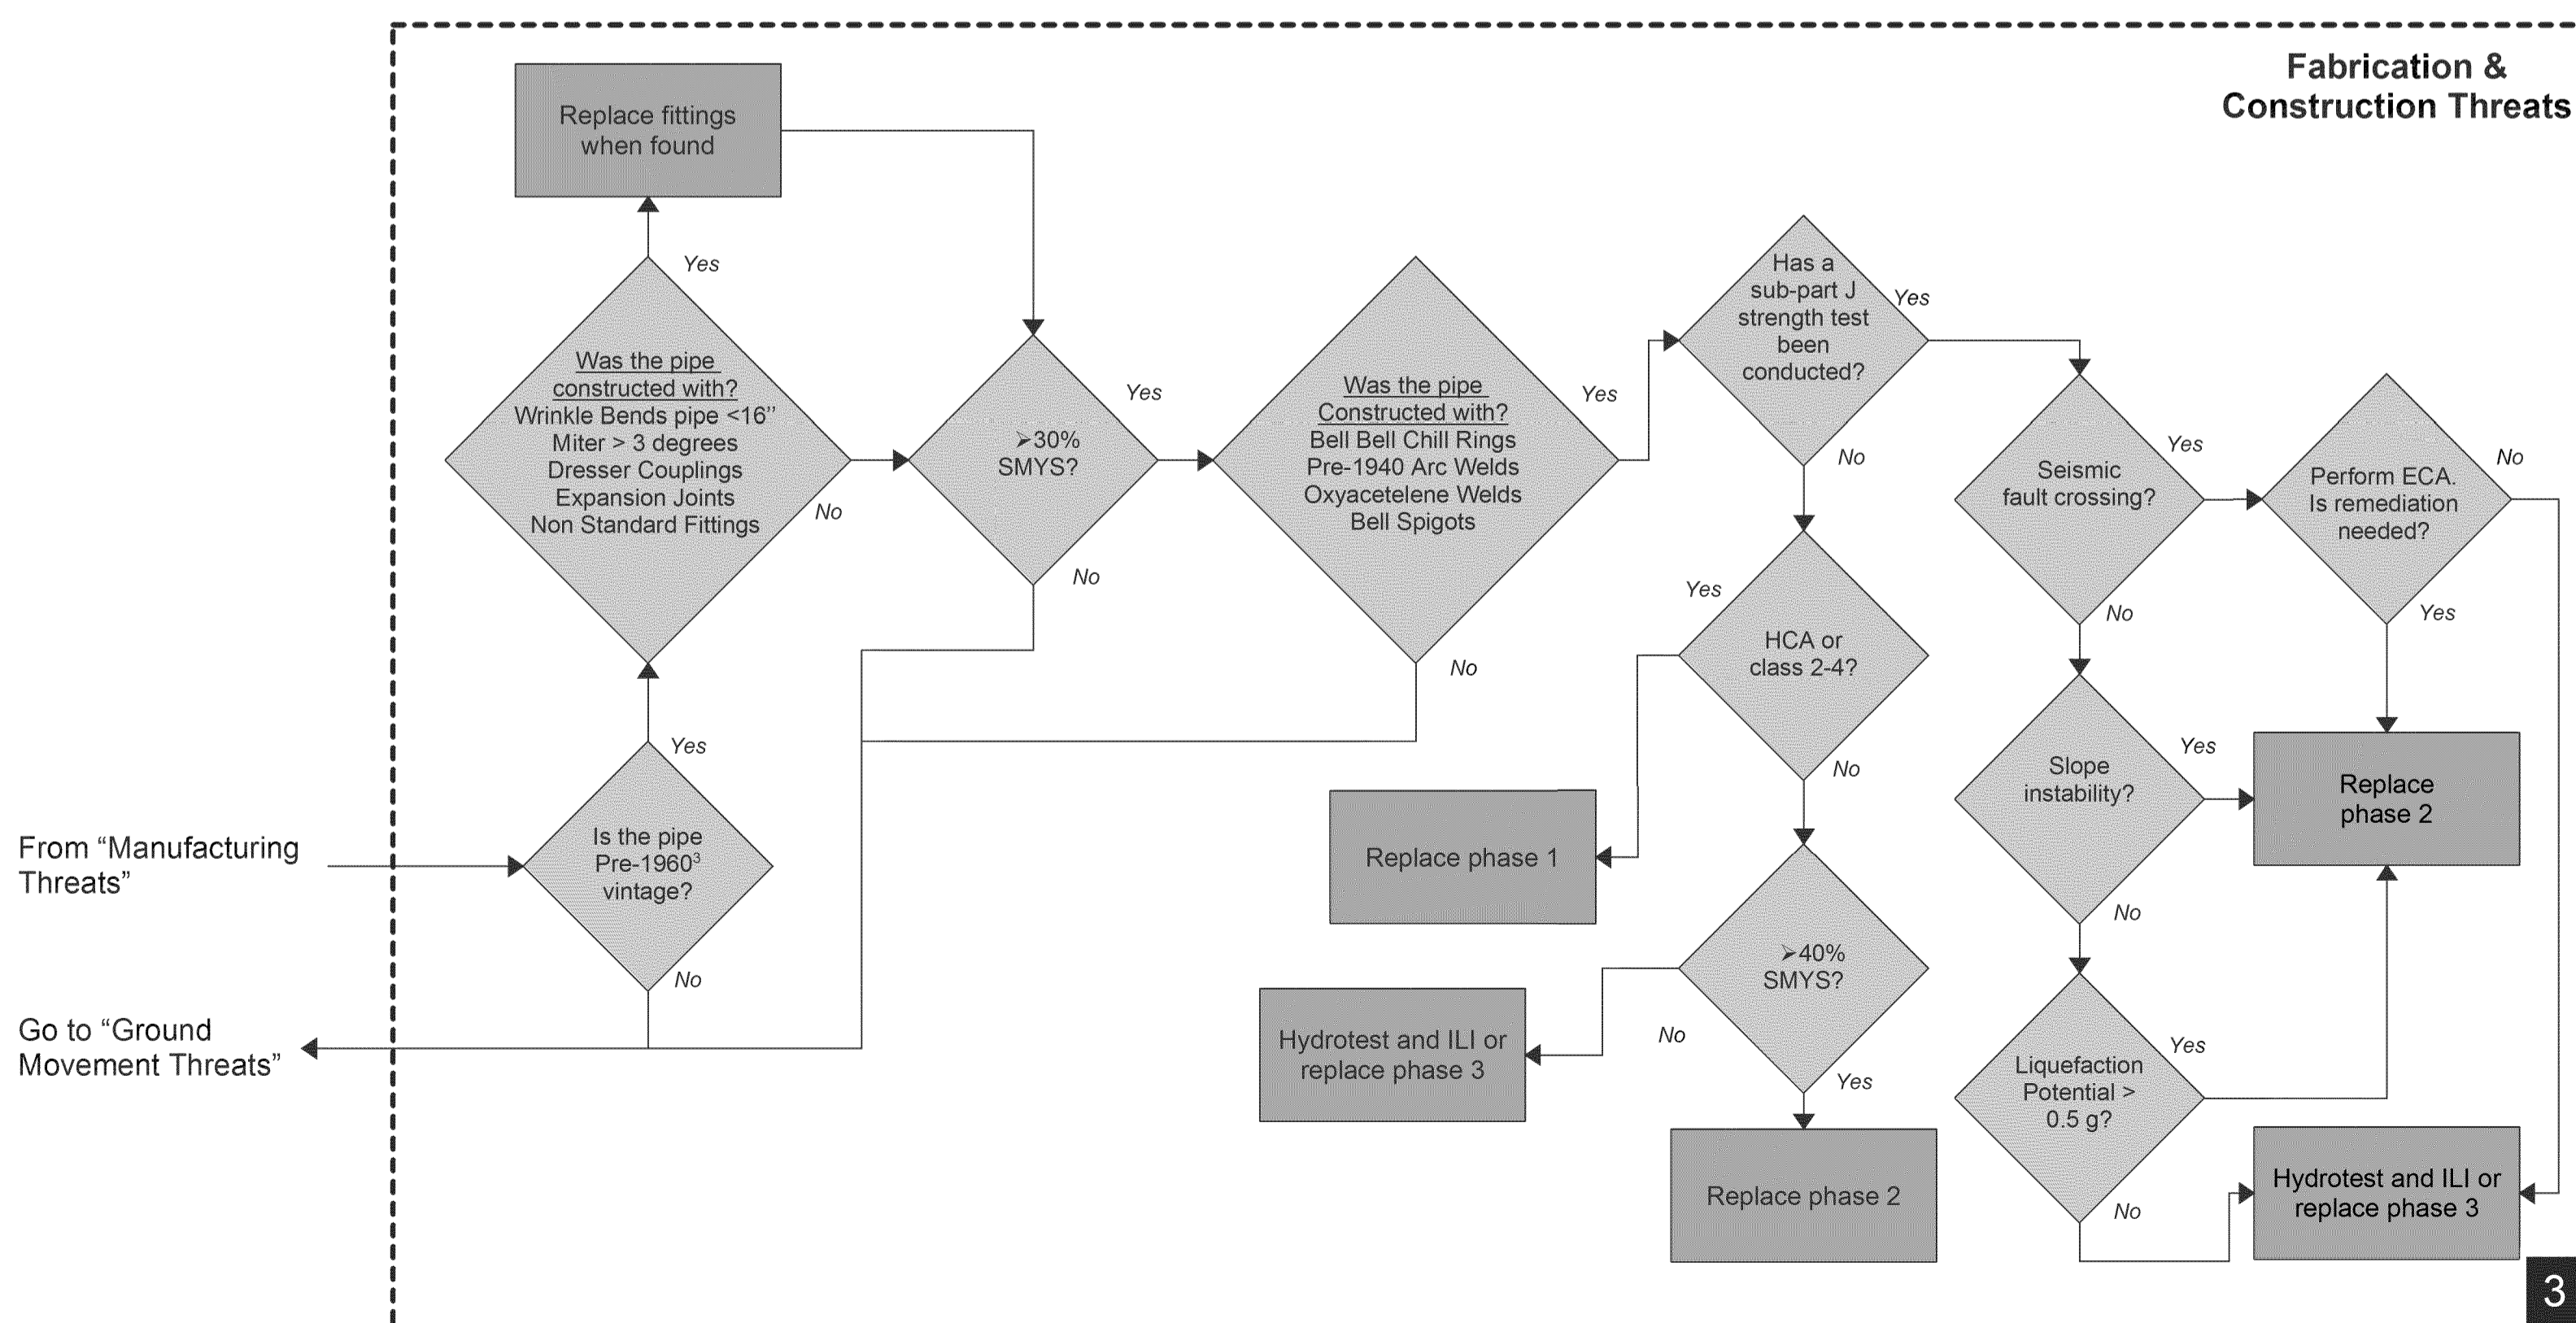 Fabrication &
Construction Threats
Replace fittings
when found
Yes
Was the pipe
constructed with?
Wrinkle Bends pipe <16’’
Miter > 3 degrees
Dresser Couplings
Expansion Joints
Non Standard Fittings
No
➢30%
SMYS?
Yes
No
Was the pipe
Constructed with?
Bell Bell Chill Rings
Pre-1940 Arc Welds
Oxyacetelene Welds
Bell Spigots
Yes
No
Has a
sub-part J
strength test
been
conducted?
Yes
No
Seismic
fault crossing?
Yes
No
Perform ECA.
Is remediation
needed?
No
Yes
HCA or
class 2-4?
Yes
No
Slope
instability?
Yes
No
Replace
phase 2
From “Manufacturing
Threats”
Is the pipe
Pre-1960³
vintage?
Yes
No
Replace phase 1
➢40%
SMYS?
No
Yes
Go to “Ground
Movement Threats”
Hydrotest and ILI or
replace phase 3
Liquefaction
Potential >
0.5 g?
Yes
No
Replace phase 2
Hydrotest and ILI or
replace phase 3
3